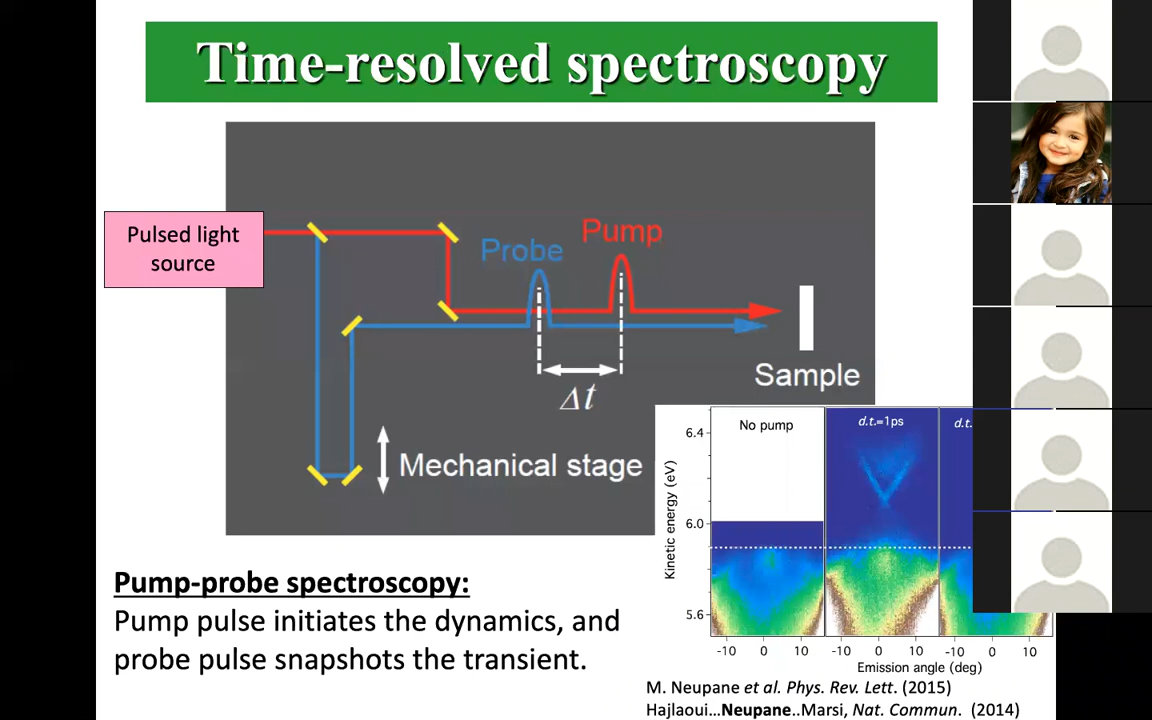 Time-resolved spectroscopy
Pulsed light
source
Probe
Pump
Δt
Sample
Mechanical stage
No pump
d.t.=1ps
d.t.
Kinetic energy (eV)
6.4
6.0
5.6
-10 0 10 -10 0 10 -10 0 10
Emission angle (deg)
Pump-probe spectroscopy:
Pump pulse initiates the dynamics, and
probe pulse snapshots the transient.
M. Neupane et al. Phys. Rev. Lett. (2015)
Hajlaoui…Neupane..Marsi, Nat. Commun. (2014)